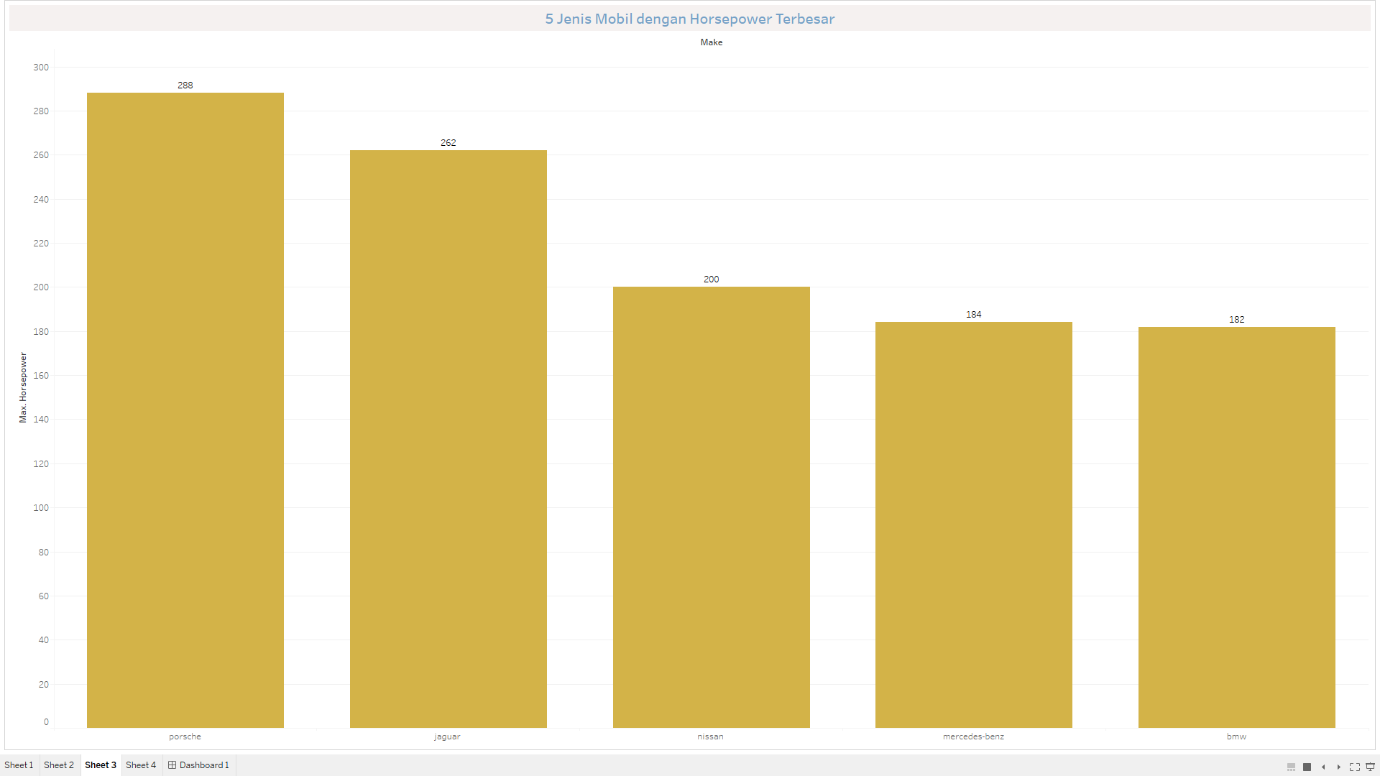 5 Jenis Mobil dengan Horsepower Terbesar
Make
300
280
260
240
220
200
180
160
140
120
100
80
60
40
20
0
Max. Horsepower
288
262
200
184
182
porsche
jaguar
nissan
mercedes-benz
bmw
Sheet 1
Sheet 2
Sheet 3
Sheet 4
Dashboard 1